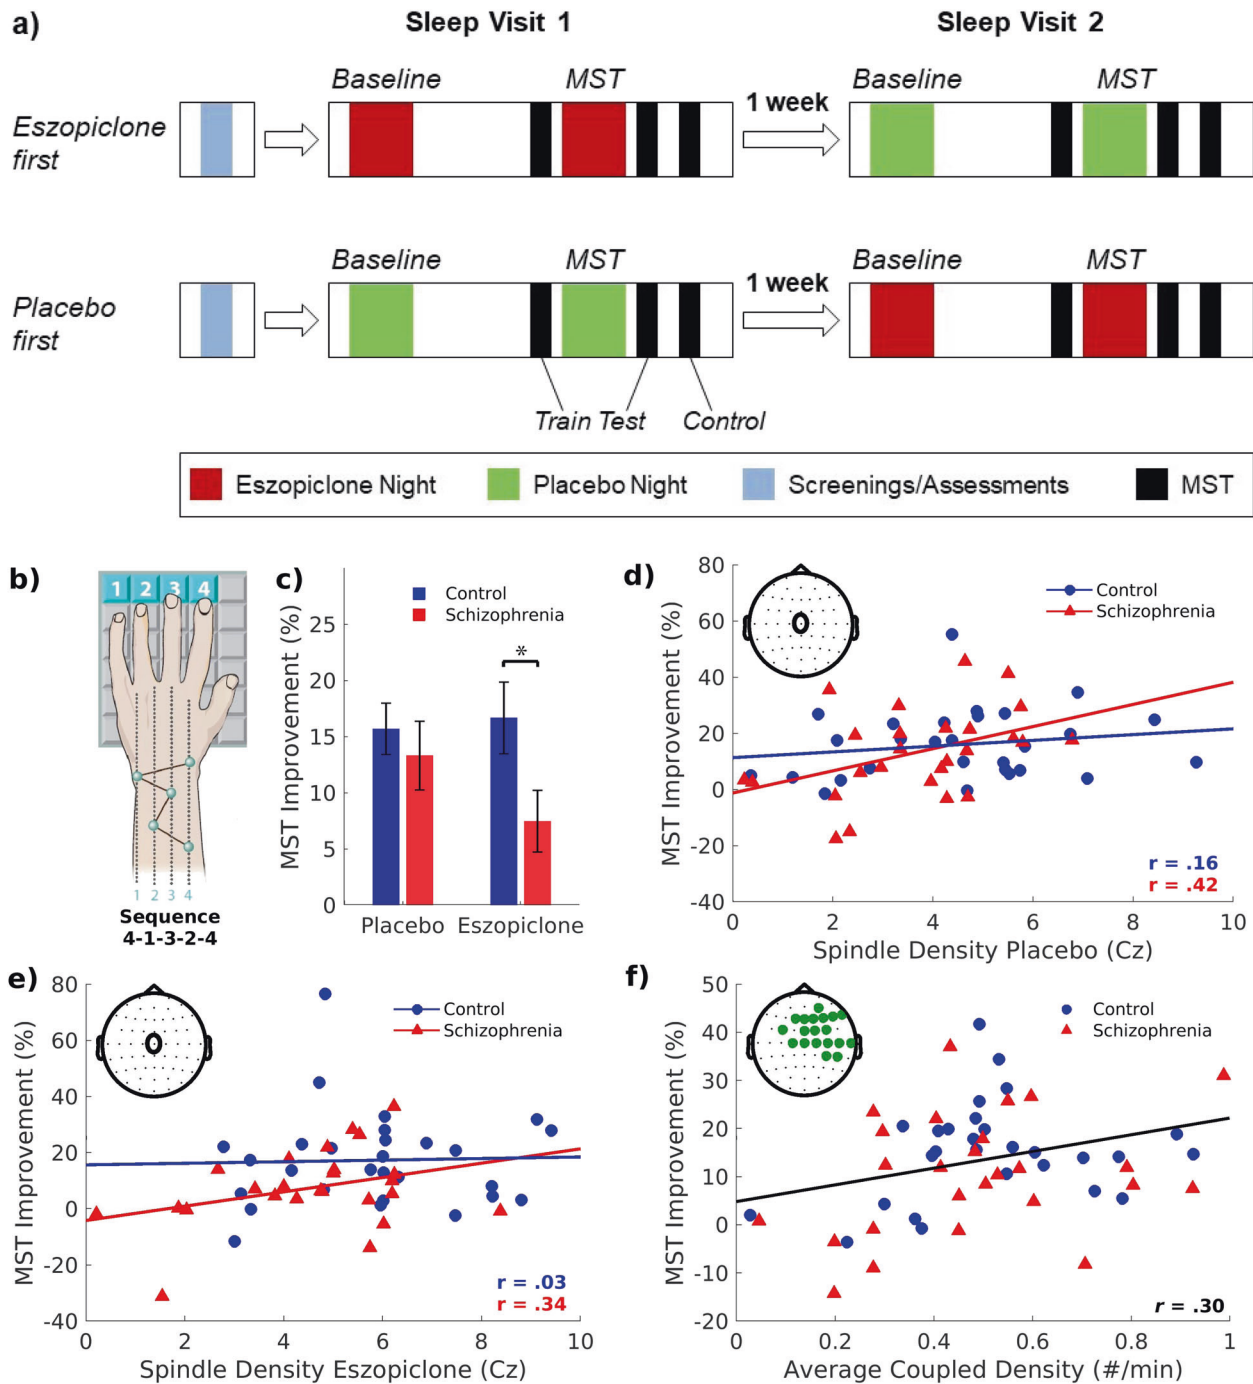 a)
Sleep Visit 1
Sleep Visit 2
Baseline
MST
Baseline
MST
Eszopiclone
first
1 week
Baseline
MST
Baseline
MST
Placebo
first
1 week
Train Test
Control
Eszopiclone Night
Placebo Night
Screenings/Assessments
MST
b)
1 2 3 4
1 2 3 4
Sequence
4-1-3-2-4
c)
MST Improvement (%)
Control
Schizophrenia
25
20
15
10
5
0
*
Placebo
Eszopiclone
d)
MST Improvement (%)
80
60
40
20
0
-20
-40
Control
Schizophrenia
r = .16
r = .42
0 2 4 6 8 10
Spindle Density Placebo (Cz)
e)
MST Improvement (%)
80
60
40
20
0
-20
-40
Control
Schizophrenia
r = .03
r = .34
0 2 4 6 8 10
Spindle Density Eszopiclone (Cz)
f)
MST Improvement (%)
50
40
30
20
10
0
-10
-20
Control
Schizophrenia
r = .30
0 0.2 0.4 0.6 0.8 1
Average Coupled Density (#/min)